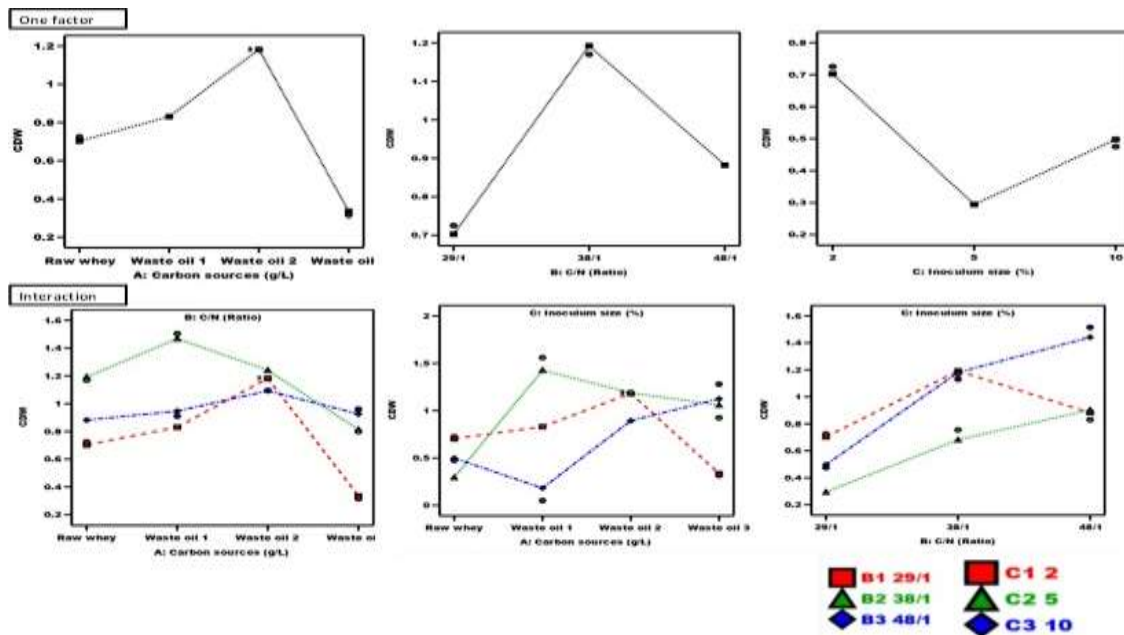 One factor
1.2
1
0.8
0.6
0.4
0.2
CDW
Raw whey
Waste oil 1
Waste oil 2
Waste oil
A: Carbon sources (g/L)
1.2
1.1
1
0.9
0.8
0.7
CDW
29/1
38/1
48/1
B: C/N (Ratio)
0.8
0.7
0.6
0.5
0.4
0.3
0.2
CDW
2
5
10
C: Inoculum size (%)
Interaction
B: C/N (Ratio)
1.6
1.4
1.2
1
0.8
0.6
0.4
0.2
CDW
Raw whey
Waste oil 1
Waste oil 2
Waste oi
A: Carbon sources (g/L)
C: Inoculum size (%)
2
1.5
1
0.5
0
CDW
Raw whey
Waste oil 1
Waste oil 2
Waste oil 3
A: Carbon sources (g/L)
C: Inoculum size (%)
1.6
1.4
1.2
1
0.8
0.6
0.4
0.2
CDW
29/1
38/1
48/1
B: C/N (Ratio)
B1 29/1
B2 38/1
B3 48/1
C1 2
C2 5
C3 10